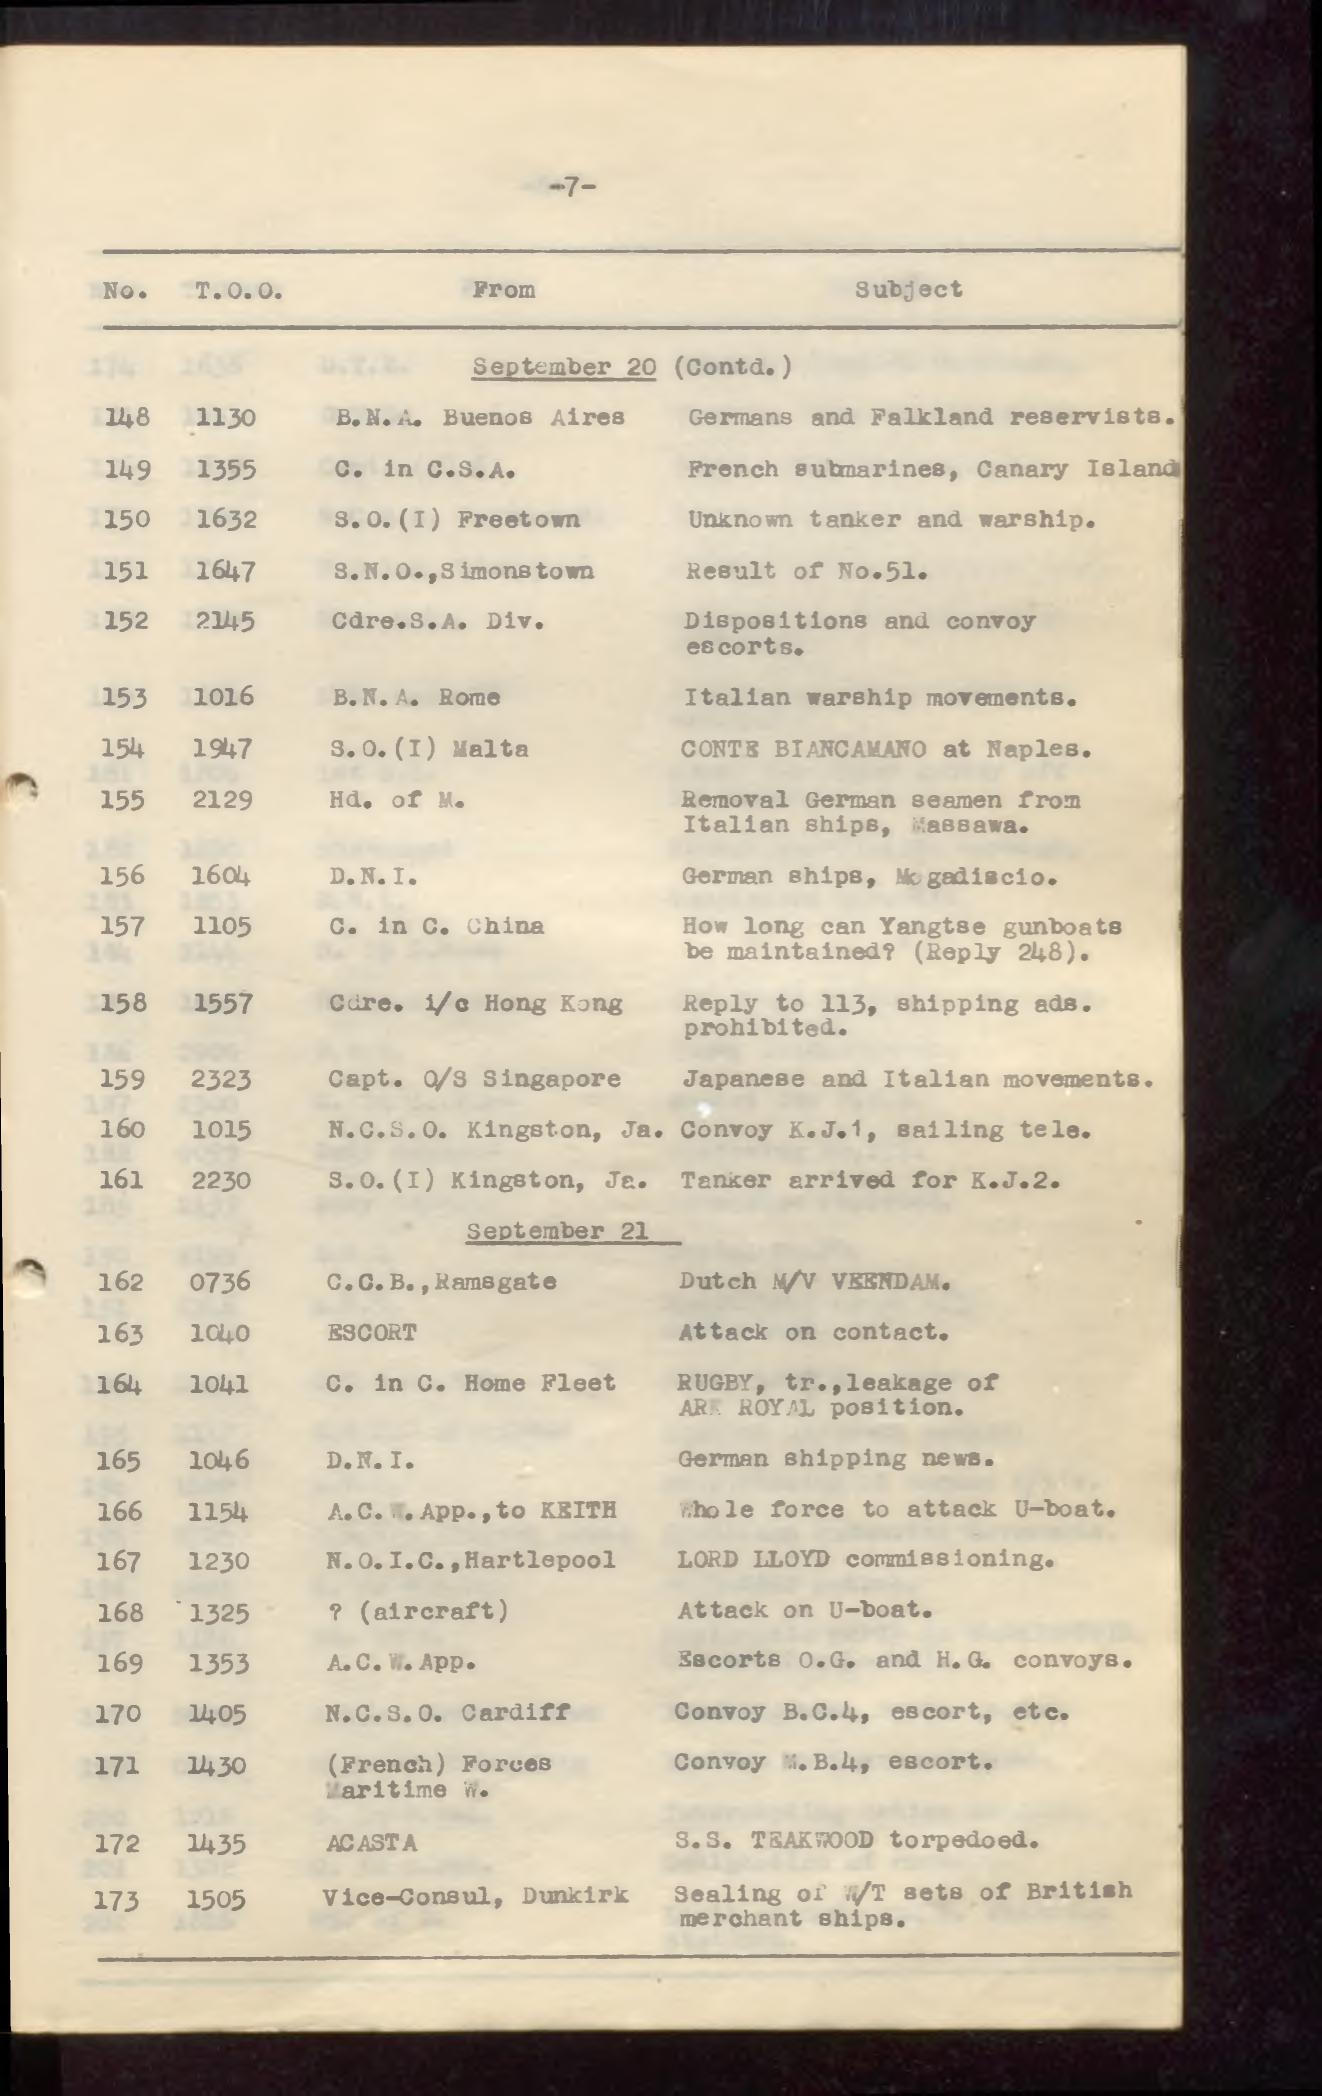 -7-
No. T.O.O. From Subject
September 20 (Contd.)
148 1130 B.N.A. Buenos Aires Germans and Falkland reservists.
149 1355 C. in C.S.A. French submarines, Canary Island
150 1632 S.O.(I) Freetown Unknown tanker and warship.
151 1647 S.N.O.,Simonstown Result of No.51.
152 2145 Cdre.S.A. Div. Dispositions and convoy
escorts.
153 1016 B.N.A. Rome Italian warship movements.
154 1947 S.O.(I) Malta CONTE BIANCAMANO at Naples.
155 2129 Hd. of M. Removal German seamen from
Italian ships, Massawa.
156 1604 D.N.I. German ships, Mogadiscio.
157 1105 C. in C. China How long can Yangtse gunboats
be maintained? (Reply 248).
158 1557 Cdre. i/c Hong Kong Reply to 113, shipping ads.
prohibited.
159 2323 Capt. O/S Singapore Japanese and Italian movements.
160 1015 N.C.S.O. Kingston, Ja. Convoy K.J.1, sailing tele.
161 2230 S.O.(I) Kingston, Ja. Tanker arrived for K.J.2.
September 21
162 0736 C.C.B.,Ramsgate Dutch M/V VEENDAM.
163 1040 ESCORT Attack on contact.
164 1041 C. in C. Home Fleet RUGBY, tr.,leakage of
ARK ROYAL position.
165 1046 D.N.I. German shipping news.
166 1154 A.C.W.App.,to KEITH Whole force to attack U-boat.
167 1230 N.O.I.C.,Hartlepool LORD LLOYD commissioning.
168 1325 ? (aircraft) Attack on U-boat.
169 1353 A.C.W.App. Escorts O.G. and H.G. convoys.
170 1405 N.C.S.O. Cardiff Convoy B.C.4, escort, etc.
171 1430 (French) Forces Convoy M.B.4, escort.
Maritime W.
172 1435 ACASTA S.S. TEAKWOOD torpedoed.
173 1505 Vice-Consul, Dunkirk Sealing of W/T sets of British
merchant ships.